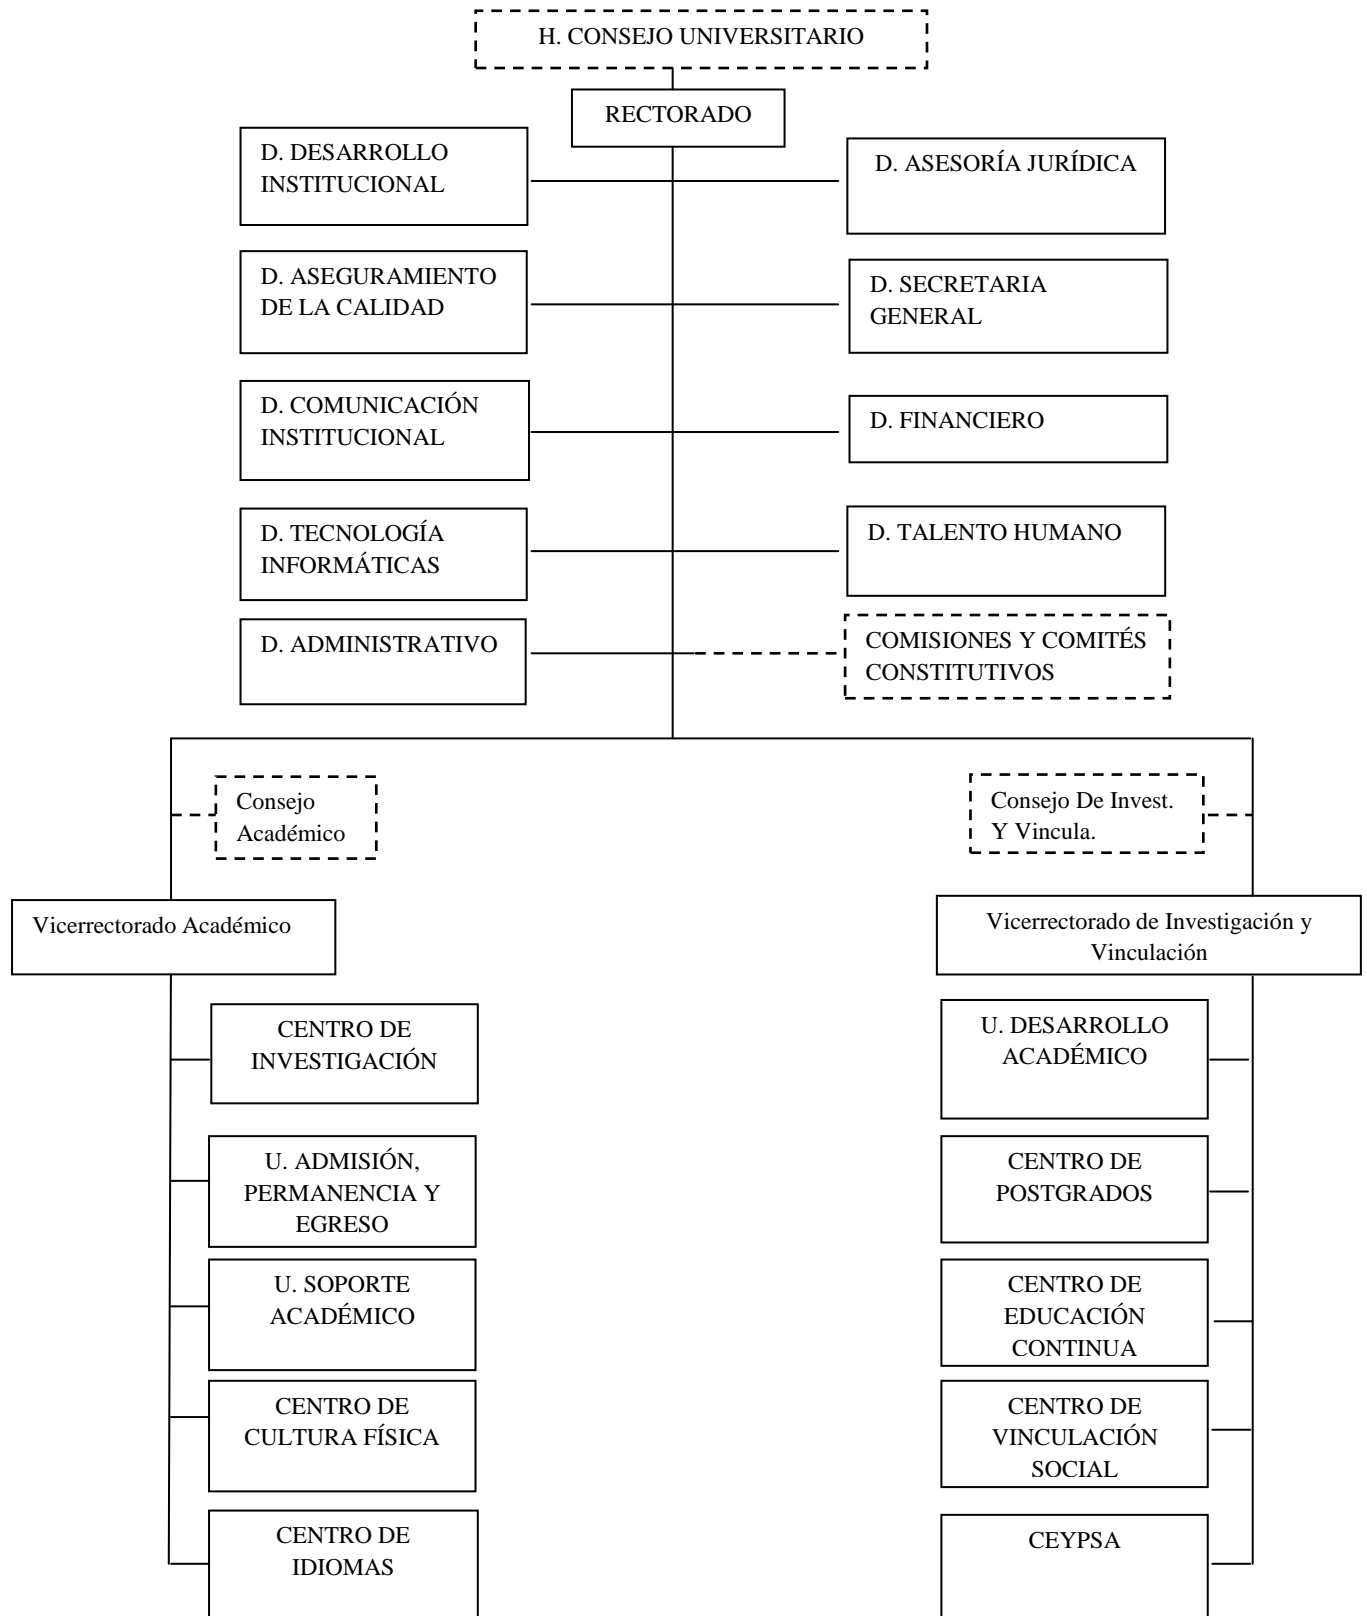 H. CONSEJO UNIVERSITARIO
RECTORADO
D. DESARROLLO
INSTITUCIONAL
D. ASESORÍA JURÍDICA
D. ASEGURAMIENTO
DE LA CALIDAD
D. SECRETARIA
GENERAL
D. COMUNICACIÓN
INSTITUCIONAL
D. FINANCIERO
D. TECNOLOGÍA
INFORMÁTICAS
D. TALENTO HUMANO
D. ADMINISTRATIVO
COMISIONES Y COMITÉS
CONSTITUTIVOS
Consejo
Académico
Consejo De Invest.
Y Vincula.
Vicerrectorado Académico
Vicerrectorado de Investigación y
Vinculación
CENTRO DE
INVESTIGACIÓN
U. DESARROLLO
ACADÉMICO
U. ADMISIÓN,
PERMANENCIA Y
EGRESO
CENTRO DE
POSTGRADOS
U. SOPORTE
ACADÉMICO
CENTRO DE
EDUCACIÓN
CONTINUA
CENTRO DE
CULTURA FÍSICA
CENTRO DE
VINCULACIÓN
SOCIAL
CENTRO DE
IDIOMAS
CEYPSA